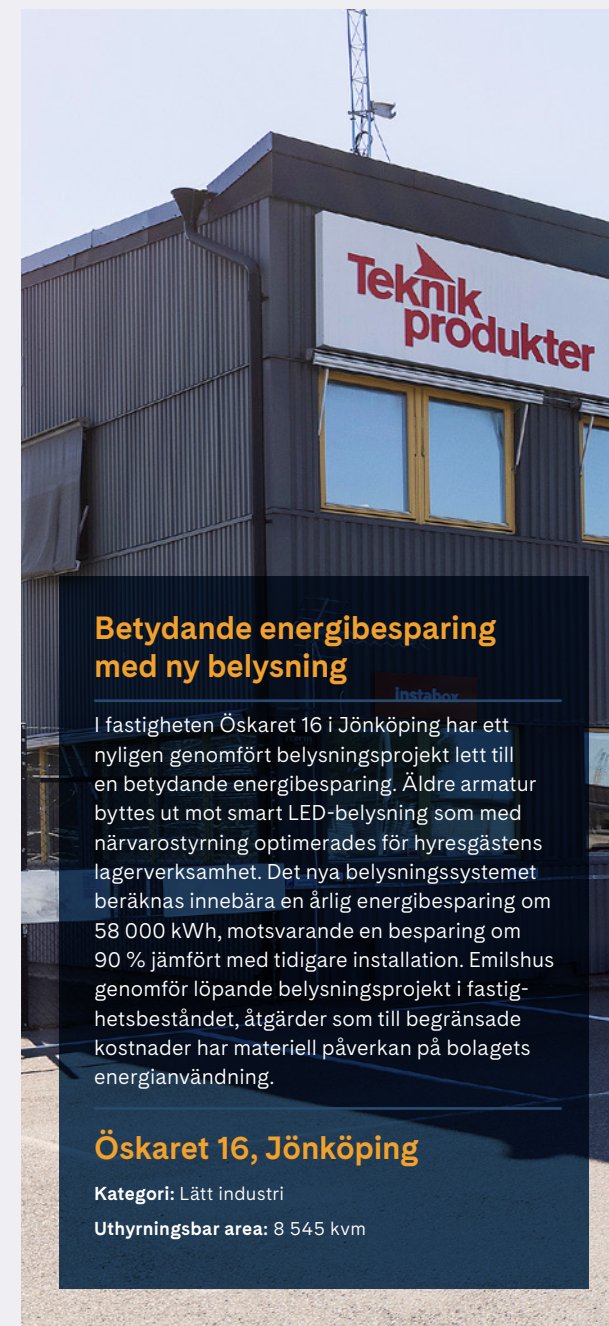 Teknik
produkter
instabox
Betydande energibesparing
med ny belysning
I fastigheten Öskaret 16 i Jönköping har ett
nyligen genomfört belysningsprojekt lett till
en betydande energibesparing. Äldre armatur
byttes ut mot smart LED-belysning som med
närvarostyrning optimerades för hyresgästens
lagerverksamhet. Det nya belysningssystemet
beräknas innebära en årlig energibesparing om
58 000 kWh, motsvarande en besparing om
90 % jämfört med tidigare installation. Emilshus
genomför löpande belysningsprojekt i fastig-
hetsbeståndet, åtgärder som till begränsade
kostnader har materiell påverkan på bolagets
energianvändning.
Öskaret 16, Jönköping
Kategori: Lätt industri
Uthyrningsbar area: 8 545 kvm